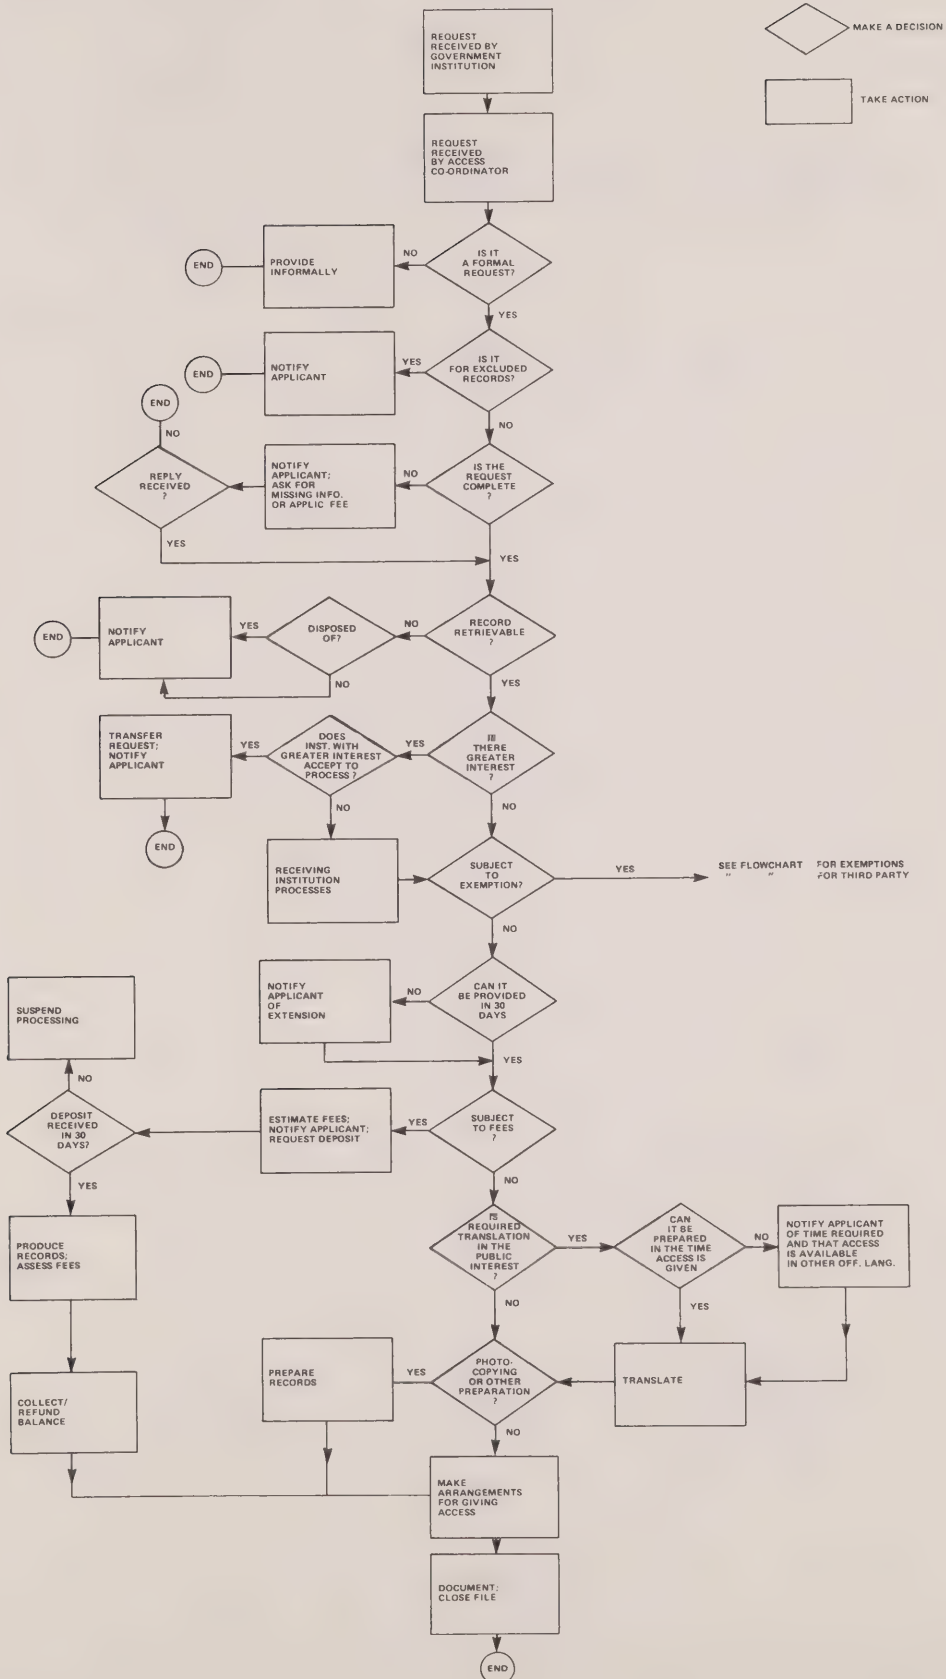 MAKE A DECISION
TAKE ACTION
REQUEST
RECEIVED BY
GOVERNMENT
INSTITUTION
REQUEST
RECEIVED
BY ACCESS
CO-ORDINATOR
IS IT
A FORMAL
REQUEST?
NO
PROVIDE
INFORMALLY
END
YES
IS IT
FOR EXCLUDED
RECORDS?
YES
NOTIFY
APPLICANT
END
NO
IS THE
REQUEST
COMPLETE
?
NO
NOTIFY
APPLICANT;
ASK FOR
MISSING INFO.
OR APPLIC FEE
REPLY
RECEIVED
?
NO
END
YES
YES
RECORD
RETRIEVABLE
?
NO
DISPOSED
OF?
YES
NOTIFY
APPLICANT
END
NO
YES
THERE
GREATER
INTEREST
?
YES
DOES
INST. WITH
GREATER INTEREST
ACCEPT TO
PROCESS?
YES
TRANSFER
REQUEST;
NOTIFY
APPLICANT
END
NO
RECEIVING
INSTITUTION
PROCESSES
NO
SUBJECT
TO
EXEMPTION?
YES
SEE FLOWCHART FOR EXEMPTIONS
" " FOR THIRD PARTY
NO
CAN IT
BE PROVIDED
IN 30
DAYS
NO
NOTIFY
APPLICANT
OF
EXTENSION
YES
SUBJECT
TO FEES
?
YES
ESTIMATE FEES;
NOTIFY APPLICANT;
REQUEST DEPOSIT
DEPOSIT
RECEIVED
IN 30
DAYS?
NO
SUSPEND
PROCESSING
YES
PRODUCE
RECORDS;
ASSESS FEES
COLLECT/
REFUND
BALANCE
NO
IS
REQUIRED
TRANSLATION
IN THE
PUBLIC
INTEREST
?
YES
CAN
IT BE
PREPARED
IN THE TIME
ACCESS IS
GIVEN
NO
NOTIFY APPLICANT
OF TIME REQUIRED
AND THAT ACCESS
IS AVAILABLE
IN OTHER OFF. LANG.
YES
TRANSLATE
NO
PHOTO-
COPYING
OR OTHER
PREPARATION
?
YES
PREPARE
RECORDS
NO
MAKE
ARRANGEMENTS
FOR GIVING
ACCESS
DOCUMENT;
CLOSE FILE
END